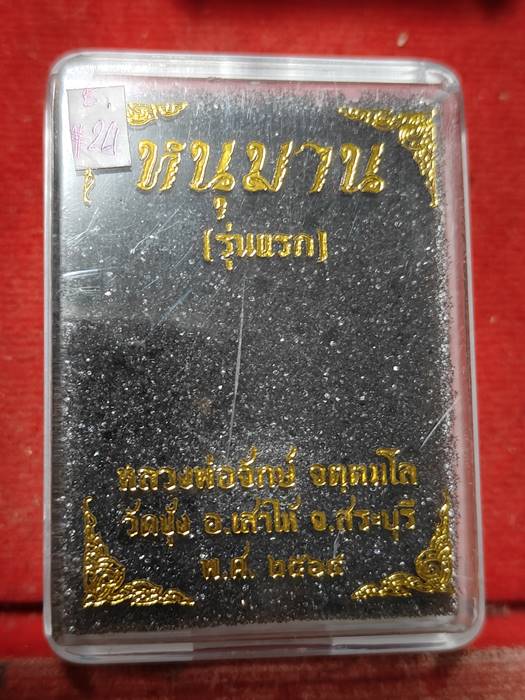 #24
หนุมาน
(รุ่นแรก)
หลวงพ่อจักษ์ จตฺตมโล
วัดชุ้ง อ.เสาไห้ จ.สระบุรี
พ.ศ. ๒๕๖๔